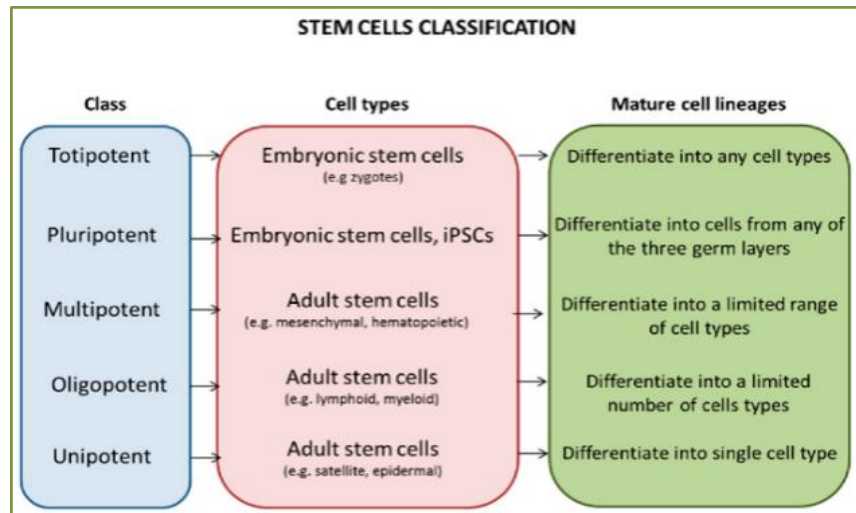 STEM CELLS CLASSIFICATION
Class
Cell types
Mature cell lineages
Totipotent
Embryonic stem cells
(e.g zygotes)
Differentiate into any cell types
Pluripotent
Embryonic stem cells, iPSCs
Differentiate into cells from any of
the three germ layers
Multipotent
Adult stem cells
(e.g. mesenchymal, hematopoietic)
Differentiate into a limited range
of cell types
Oligopotent
Adult stem cells
(e.g. lymphoid, myeloid)
Differentiate into a limited
number of cells types
Unipotent
Adult stem cells
(e.g. satellite, epidermal)
Differentiate into single cell type